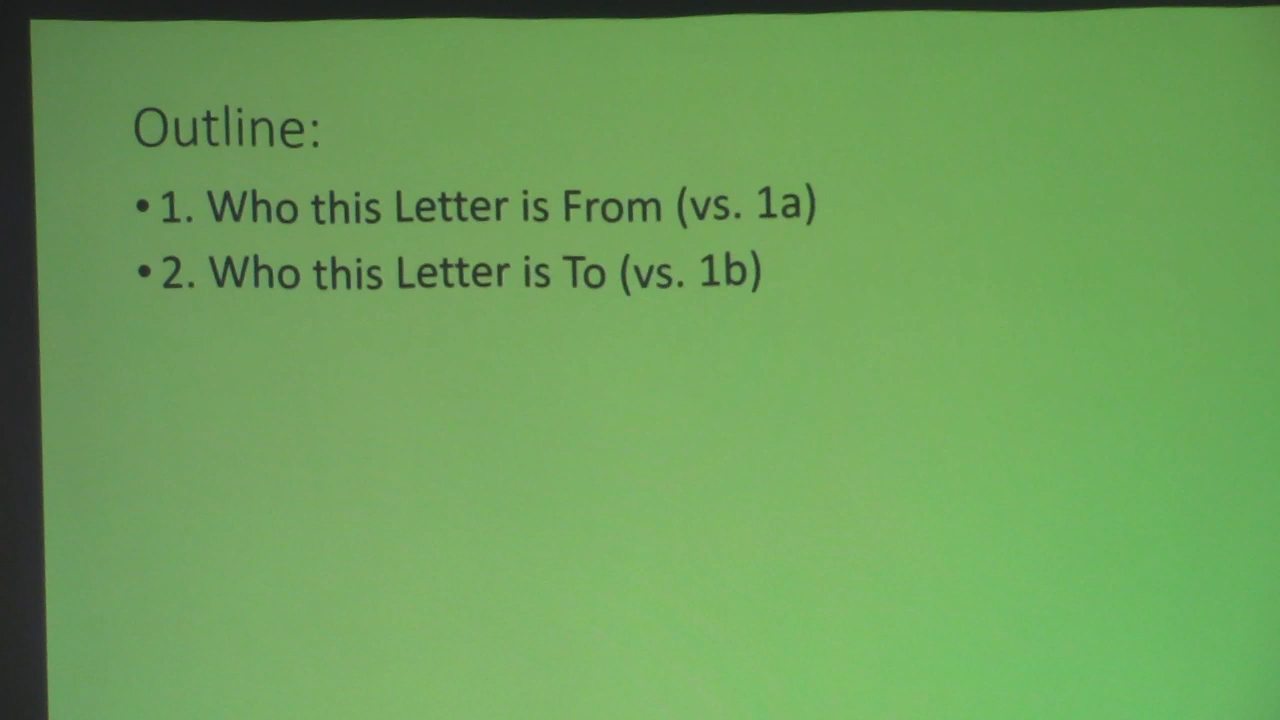 Outline:
• 1. Who this Letter is From (vs. 1a)
• 2. Who this Letter is To (vs. 1b)